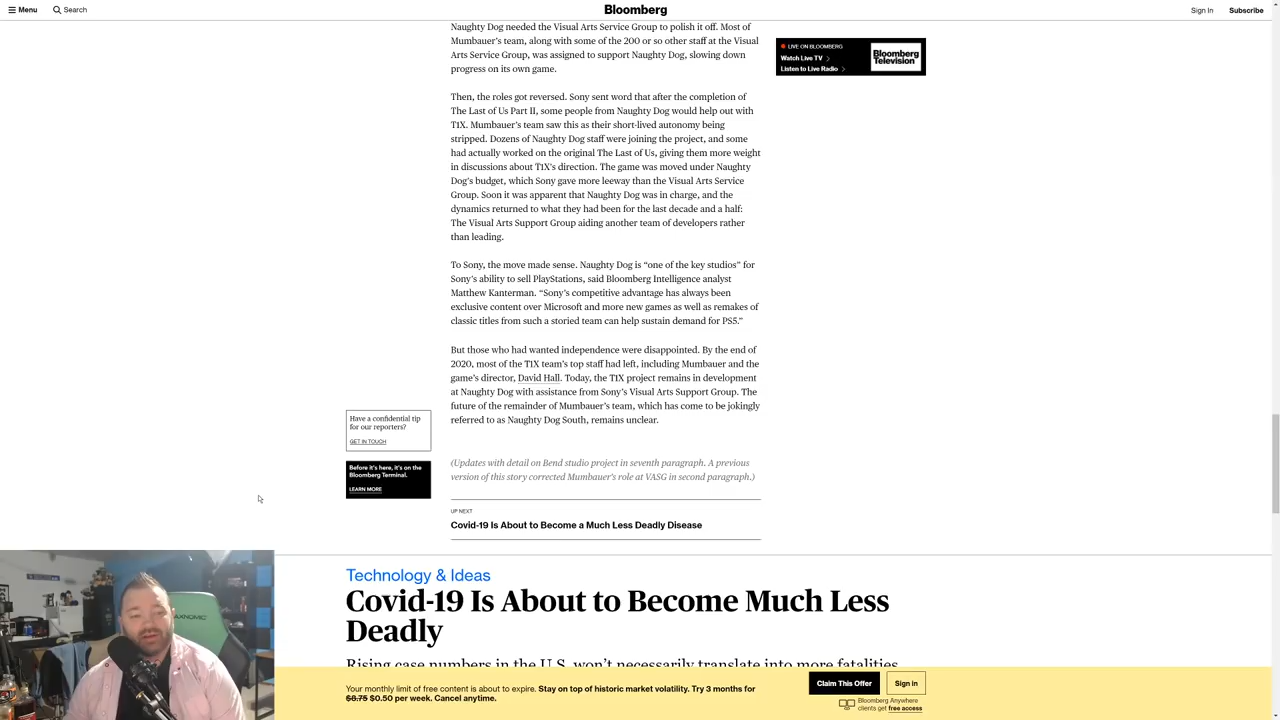 Menu
Search
Bloomberg
Sign In
Subscribe
Naughty Dog needed the Visual Arts Service Group to polish it off. Most of
Mumbauer's team, along with some of the 200 or so other staff at the Visual
Arts Service Group, was assigned to support Naughty Dog, slowing down
progress on its own game.
LIVE ON BLOOMBERG
Watch Live TV
Listen to Live Radio
Bloomberg
Television
Then, the roles got reversed. Sony sent word that after the completion of
The Last of Us Part II, some people from Naughty Dog would help out with
T1X. Mumbauer's team saw this as their short-lived autonomy being
stripped. Dozens of Naughty Dog staff were joining the project, and some
had actually worked on the original The Last of Us, giving them more weight
in discussions about T1X's direction. The game was moved under Naughty
Dog's budget, which Sony gave more leeway than the Visual Arts Service
Group. Soon it was apparent that Naughty Dog was in charge, and the
dynamics returned to what they had been for the last decade and a half:
The Visual Arts Support Group aiding another team of developers rather
than leading.
To Sony, the move made sense. Naughty Dog is “one of the key studios” for
Sony's ability to sell PlayStations, said Bloomberg Intelligence analyst
Matthew Kanterman. “Sony's competitive advantage has always been
exclusive content over Microsoft and more new games as well as remakes of
classic titles from such a storied team can help sustain demand for PS5.”
But those who had wanted independence were disappointed. By the end of
2020, most of the T1X team's top staff had left, including Mumbauer and the
game's director, David Hall. Today, the T1X project remains in development
at Naughty Dog with assistance from Sony's Visual Arts Support Group. The
future of the remainder of Mumbauer's team, which has come to be jokingly
referred to as Naughty Dog South, remains unclear.
Have a confidential tip
for our reporters?
GET IN TOUCH
Before it's here, it's on the
Bloomberg Terminal.
LEARN MORE
(Updates with detail on Bend studio project in seventh paragraph. A previous
version of this story corrected Mumbauer's role at VASG in second paragraph.)
UP NEXT
Covid-19 Is About to Become a Much Less Deadly Disease
Technology & Ideas
Covid-19 Is About to Become Much Less
Deadly
Rising case numbers in the U.S. won't necessarily translate into more fatalities
Your monthly limit of free content is about to expire. Stay on top of historic market volatility. Try 3 months for
$8.75 $0.50 per week. Cancel anytime.
Claim This Offer
Sign In
Bloomberg Anywhere
clients get free access